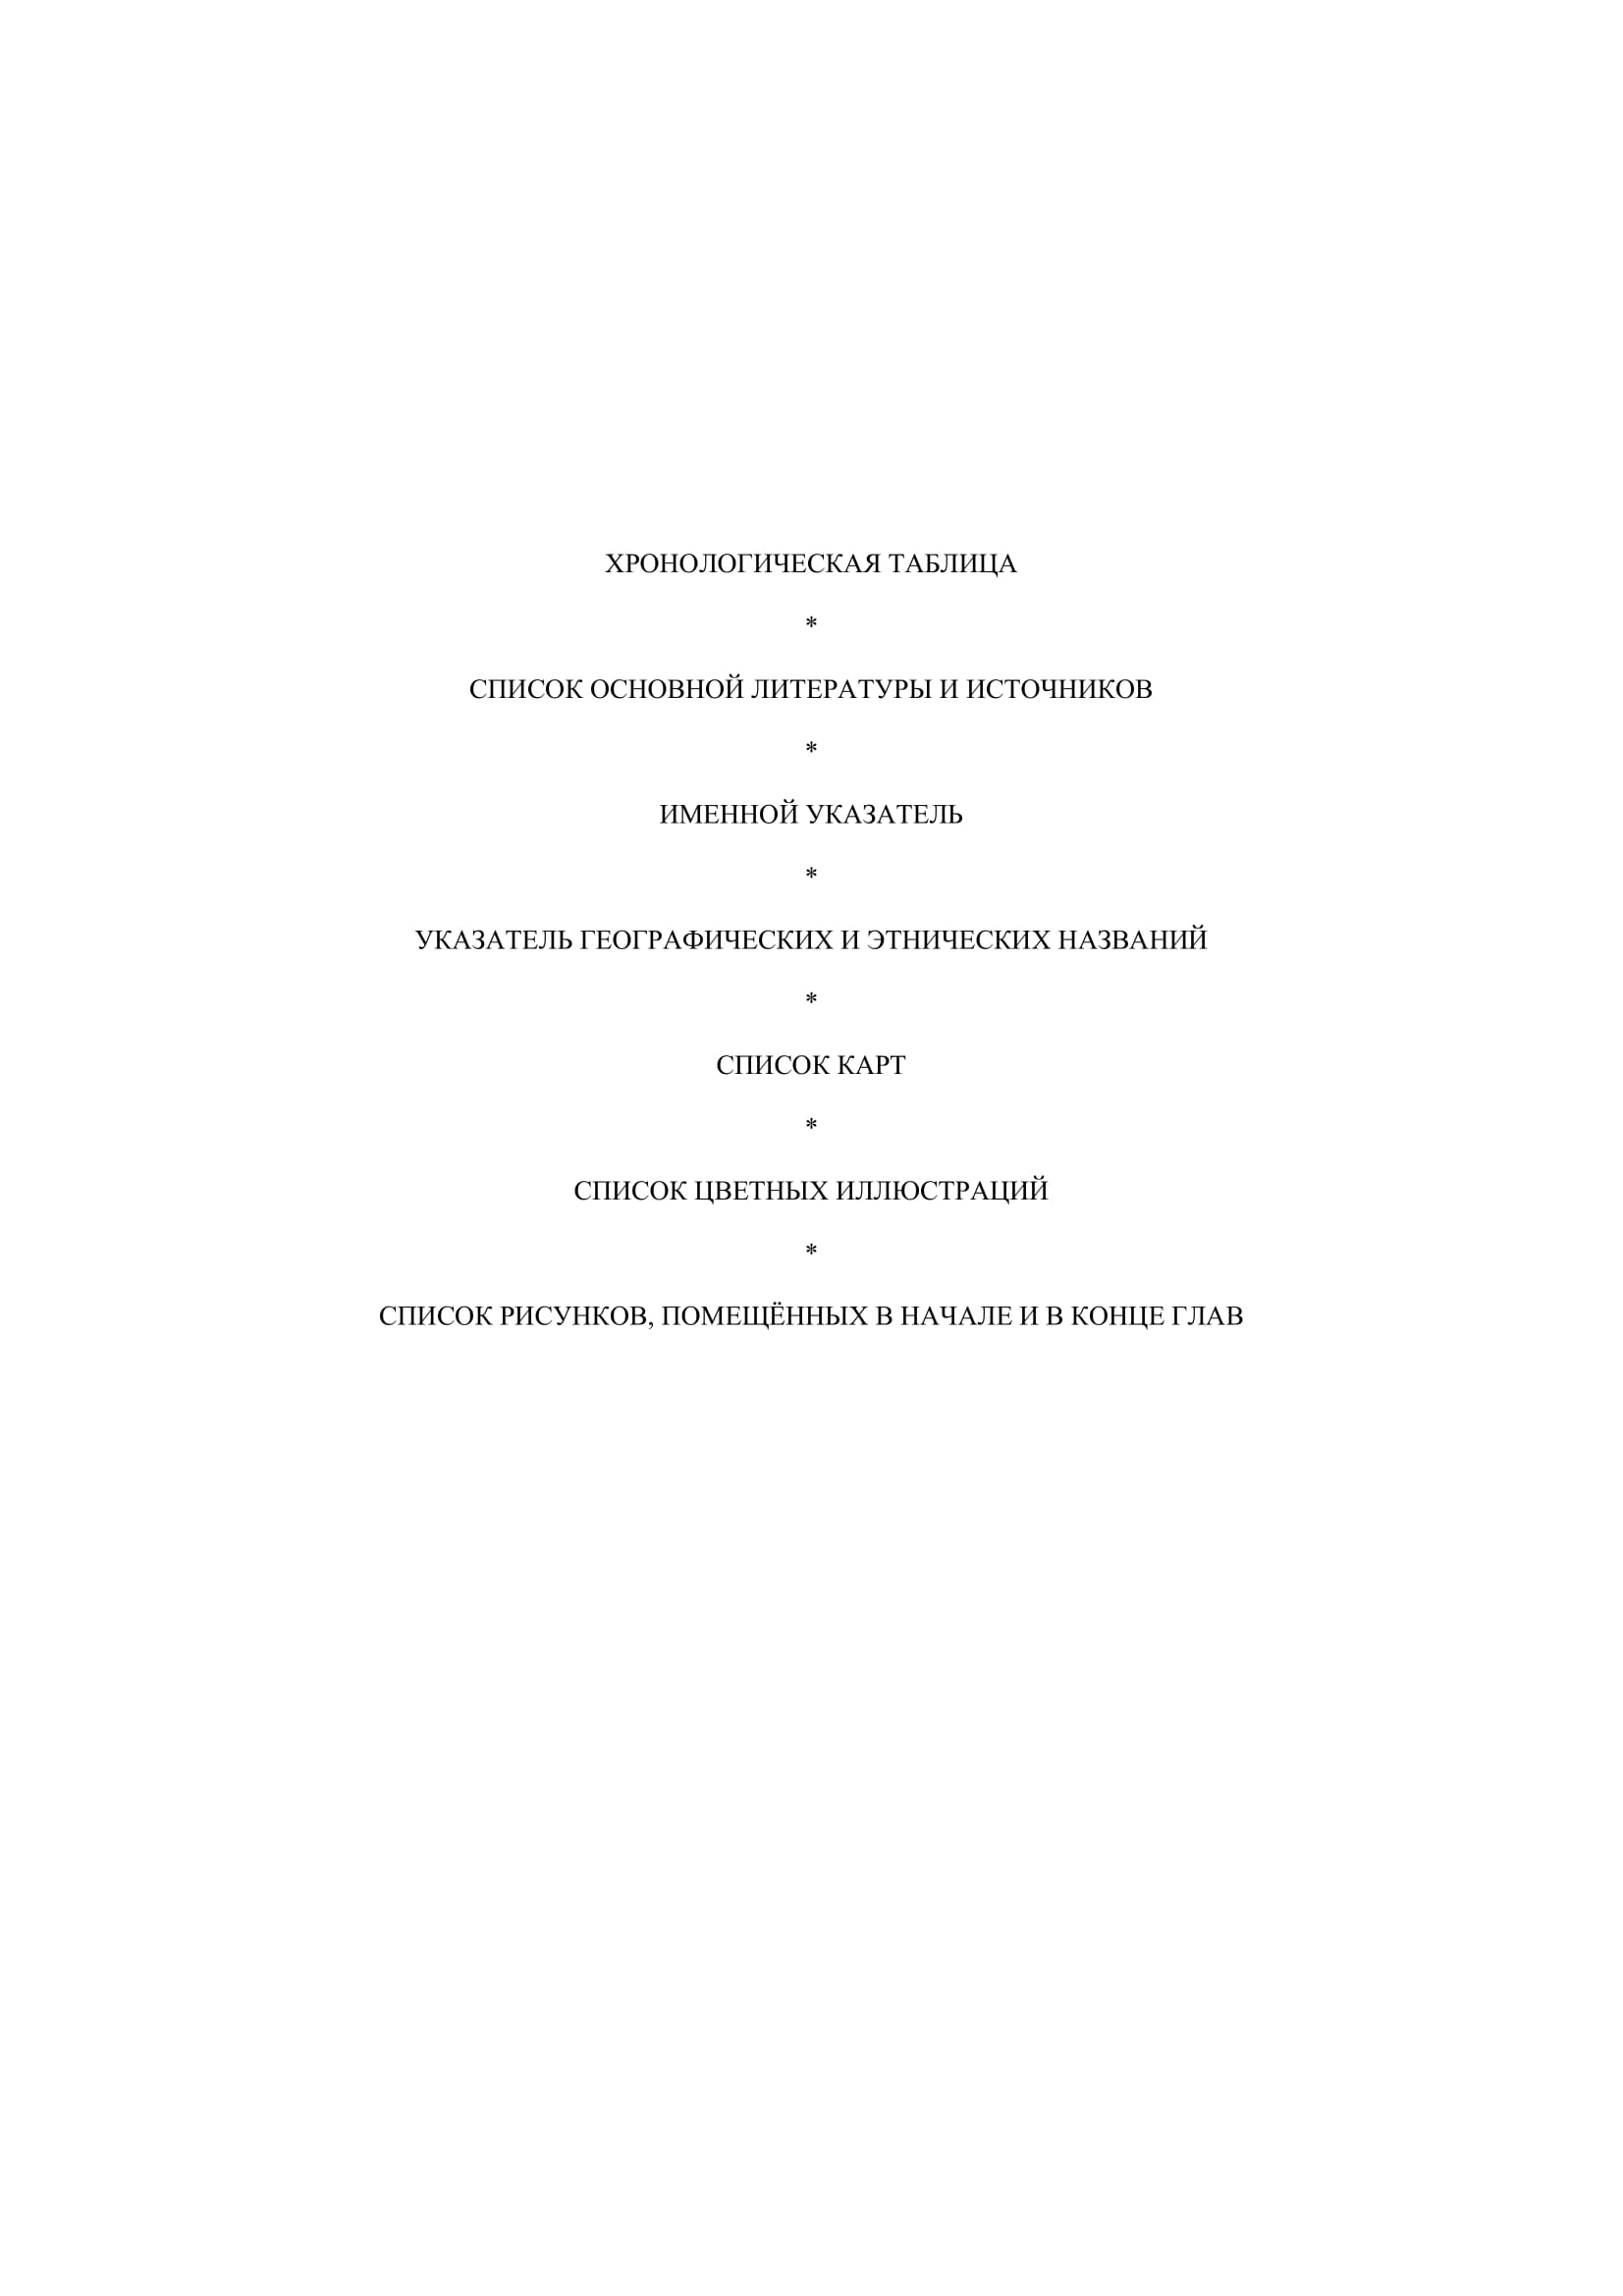 ХРОНОЛОГИЧЕСКАЯ ТАБЛИЦА
*
СПИСОК ОСНОВНОЙ ЛИТЕРАТУРЫ И ИСТОЧНИКОВ
*
ИМЕННОЙ УКАЗАТЕЛЬ
*
УКАЗАТЕЛЬ ГЕОГРАФИЧЕСКИХ И ЭТНИЧЕСКИХ НАЗВАНИЙ
*
СПИСОК КАРТ
*
СПИСОК ЦВЕТНЫХ ИЛЛЮСТРАЦИЙ
*
СПИСОК РИСУНКОВ, ПОМЕЩЁННЫХ В НАЧАЛЕ И В КОНЦЕ ГЛАВ